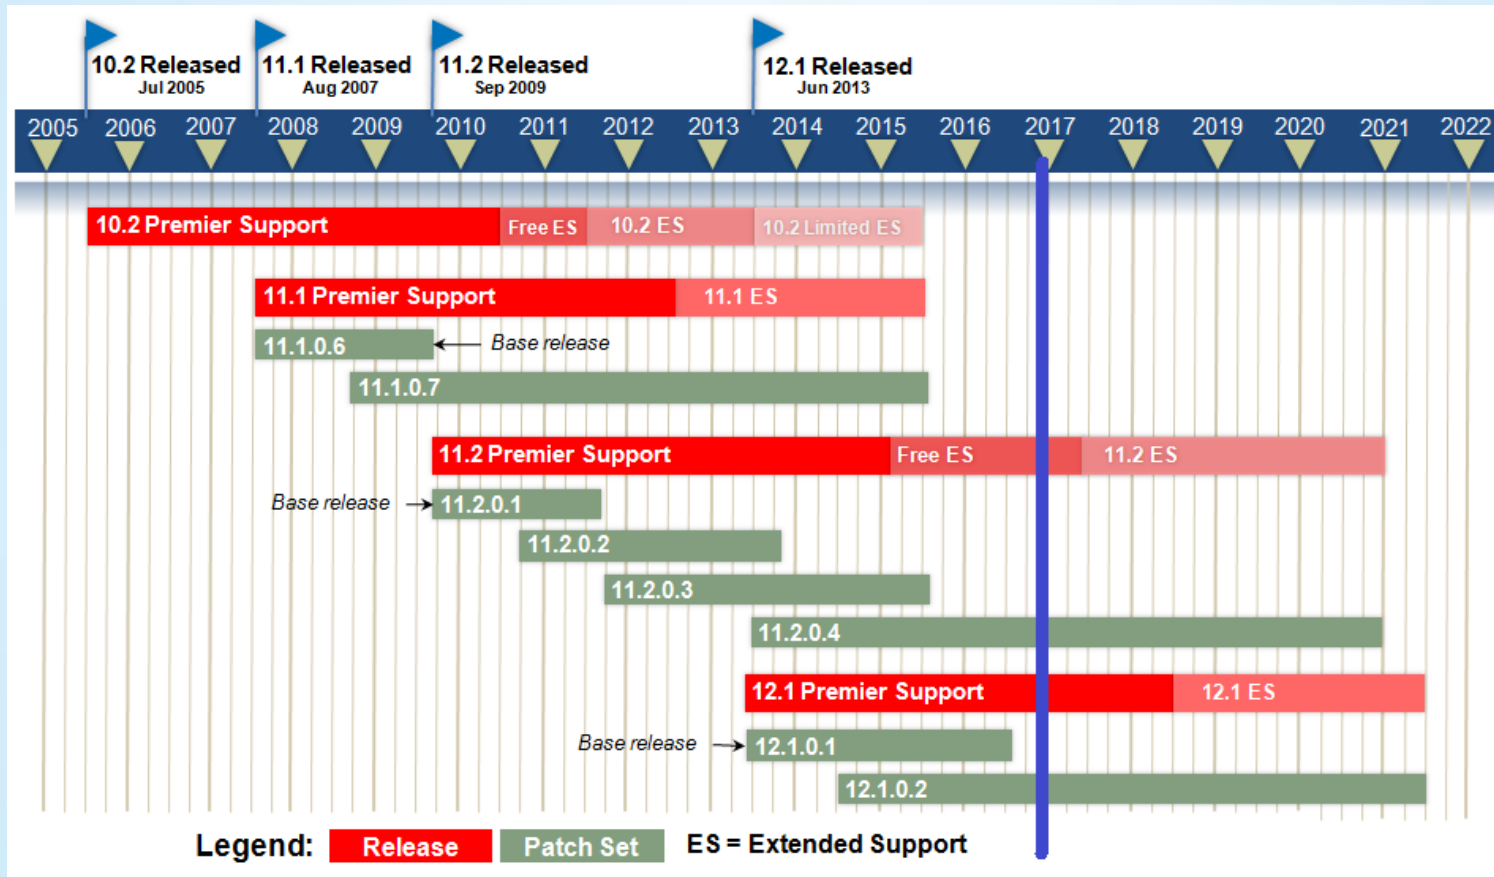 10.2 Released
Jul 2005
11.1 Released
Aug 2007
11.2 Released
Sep 2009
12.1 Released
Jun 2013
2005 2006 2007 2008 2009 2010 2011 2012 2013 2014 2015 2016 2017 2018 2019 2020 2021 2022
10.2 Premier Support Free ES 10.2 ES 10.2 Limited ES
11.1 Premier Support 11.1 ES
11.1.0.6 Base release
11.1.0.7
11.2 Premier Support Free ES 11.2 ES
Base release 11.2.0.1
11.2.0.2
11.2.0.3
11.2.0.4
12.1 Premier Support 12.1 ES
Base release 12.1.0.1
12.1.0.2
Legend: Release Patch Set ES = Extended Support